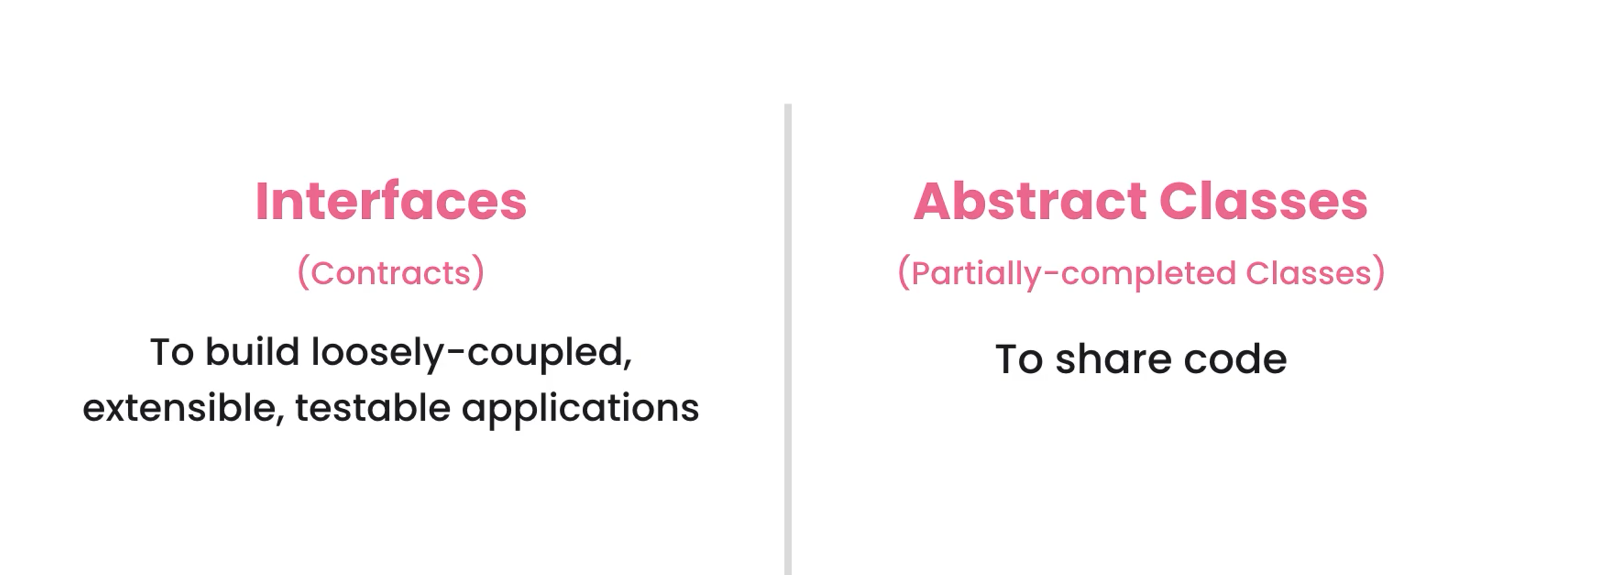 Interfaces
(Contracts)
To build loosely-coupled,
extensible, testable applications
Abstract Classes
(Partially-completed Classes)
To share code